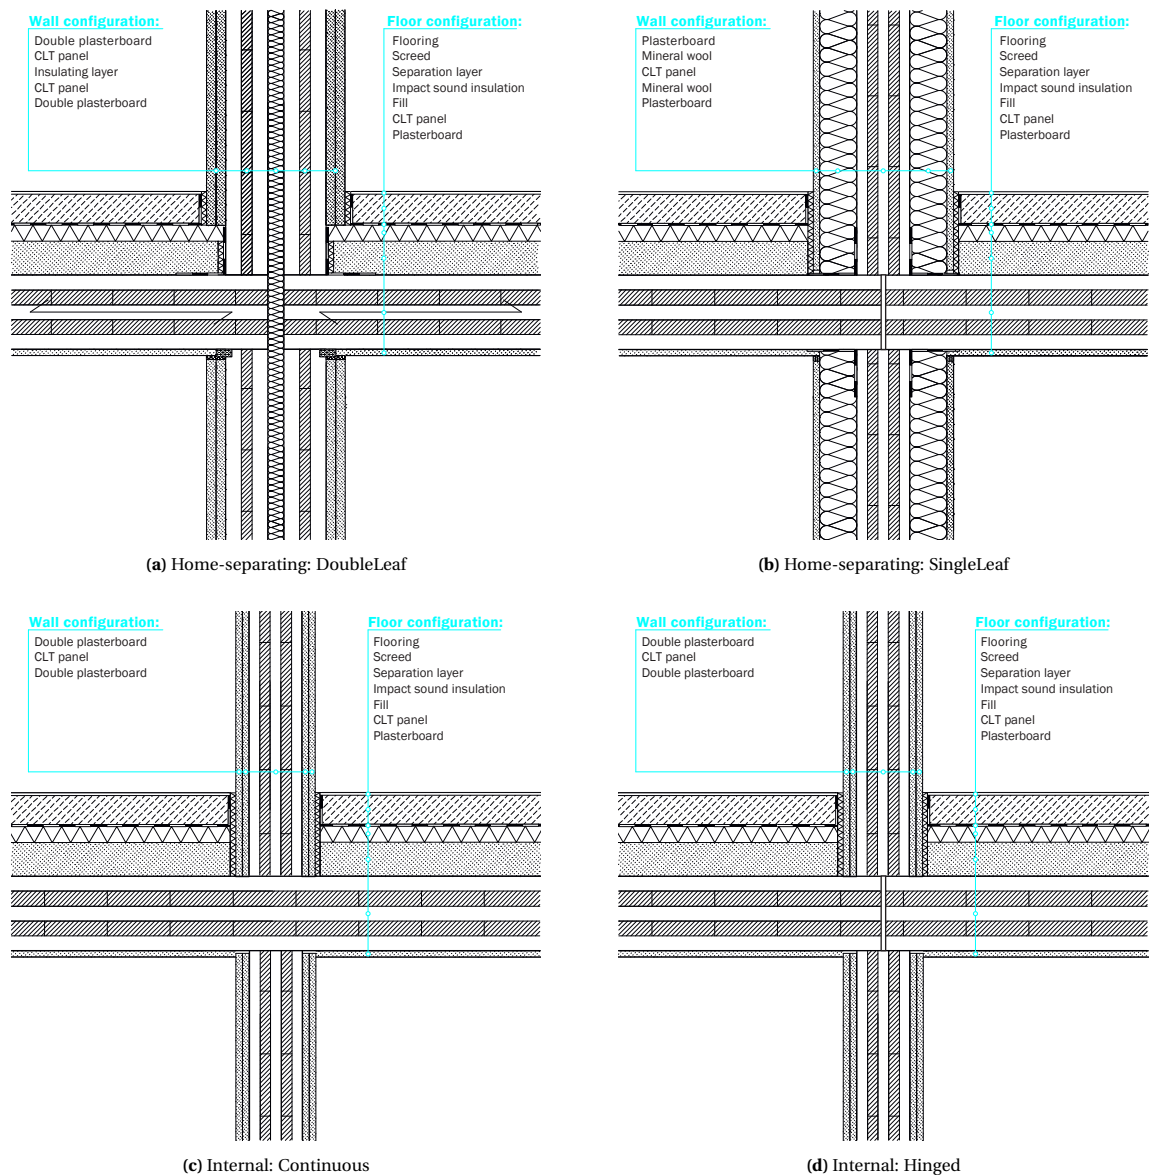 Wall configuration:
Double plasterboard
CLT panel
Insulating layer
CLT panel
Double plasterboard
Floor configuration:
Flooring
Screed
Separation layer
Impact sound insulation
Fill
CLT panel
Plasterboard
(a) Home-separating: DoubleLeaf
Wall configuration:
Plasterboard
Mineral wool
CLT panel
Mineral wool
Plasterboard
Floor configuration:
Flooring
Screed
Separation layer
Impact sound insulation
Fill
CLT panel
Plasterboard
(b) Home-separating: SingleLeaf
Wall configuration:
Double plasterboard
CLT panel
Double plasterboard
Floor configuration:
Flooring
Screed
Separation layer
Impact sound insulation
Fill
CLT panel
Plasterboard
(c) Internal: Continuous
Wall configuration:
Double plasterboard
CLT panel
Double plasterboard
Floor configuration:
Flooring
Screed
Separation layer
Impact sound insulation
Fill
CLT panel
Plasterboard
(d) Internal: Hinged